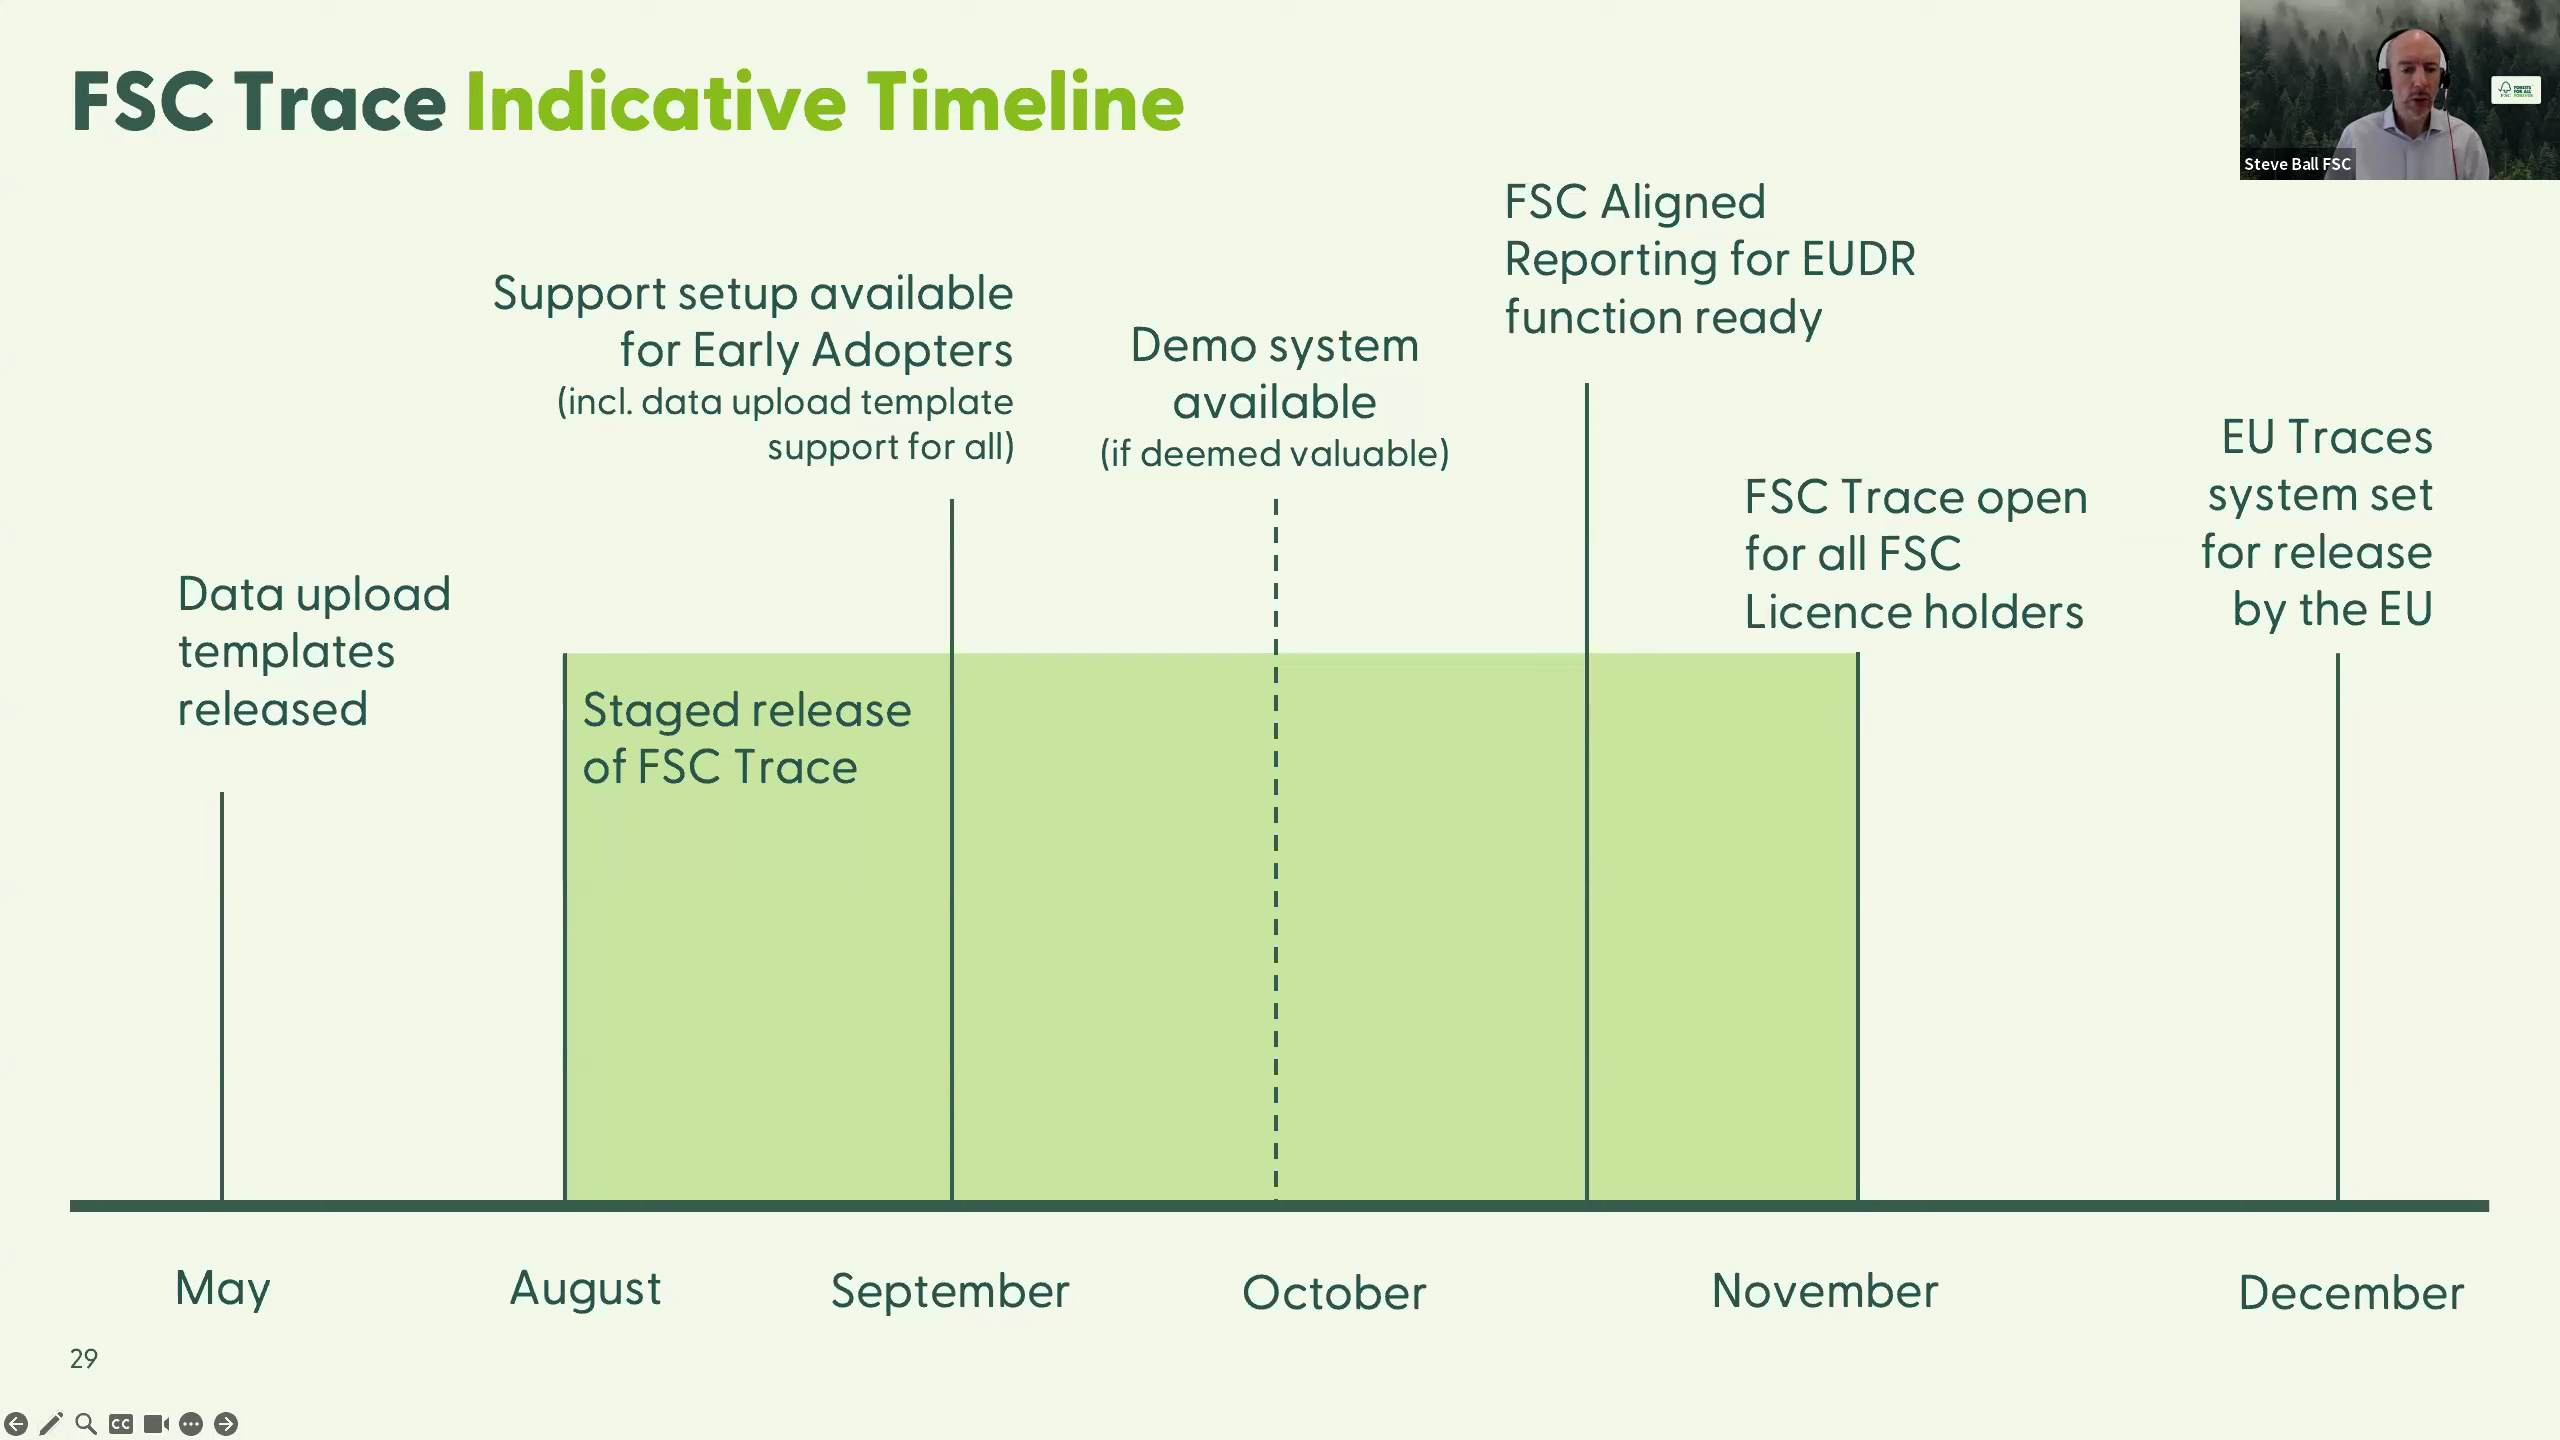 FSC Trace Indicative Timeline
Steve Ball FSC
Data upload
templates
released
Staged release
of FSC Trace
Support setup available
for Early Adopters
(incl. data upload template
support for all)
Demo system
available
(if deemed valuable)
FSC Aligned
Reporting for EUDR
function ready
FSC Trace open
for all FSC
Licence holders
EU Traces
system set
for release
by the EU
May
August
September
October
November
December
29
CC